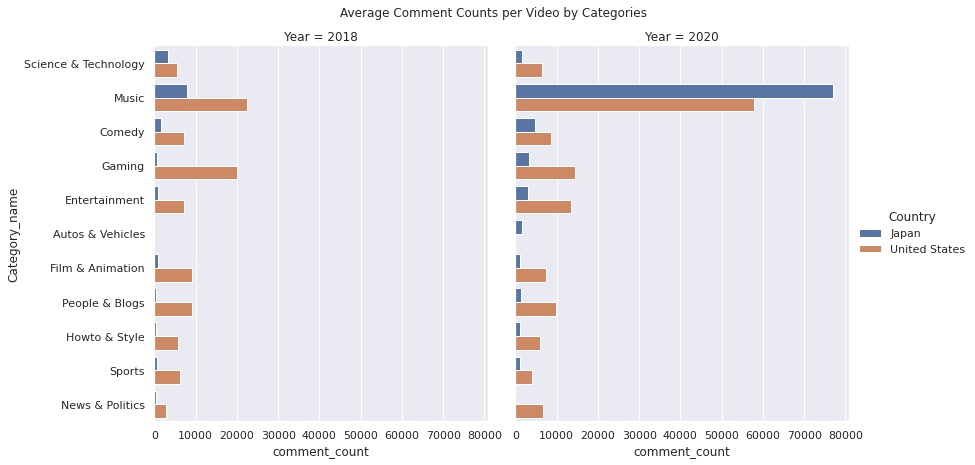 Average Comment Counts per Video by Categories
Year = 2018
Year = 2020
Category_name
Science & Technology
Music
Comedy
Gaming
Entertainment
Autos & Vehicles
Film & Animation
People & Blogs
Howto & Style
Sports
News & Politics
0 10000 20000 30000 40000 50000 60000 70000 80000
comment_count
0 10000 20000 30000 40000 50000 60000 70000 80000
comment_count
Country
Japan
United States